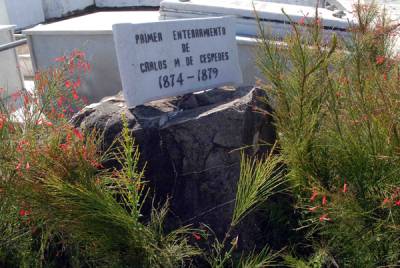 PRIMER ENTERRAMIENTO
DE
CARLOS M. DE CESPEDES
1874-1879